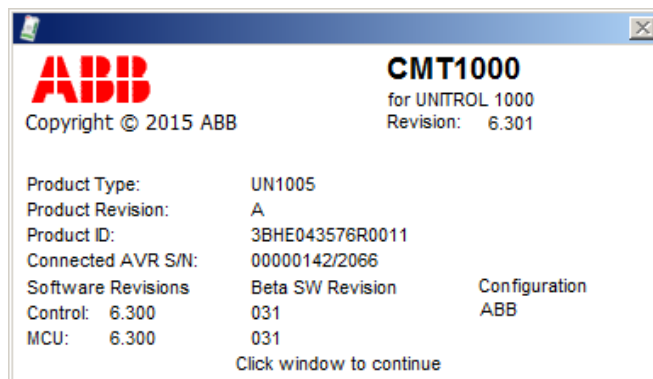 ABB
CMT1000
for UNITROL 1000
Copyright © 2015 ABB
Revision: 6.301
Product Type: UN1005
Product Revision: A
Product ID: 3BHE043576R0011
Connected AVR S/N: 00000142/2066
Software Revisions Beta SW Revision Configuration
Control: 6.300 031 ABB
MCU: 6.300 031
Click window to continue